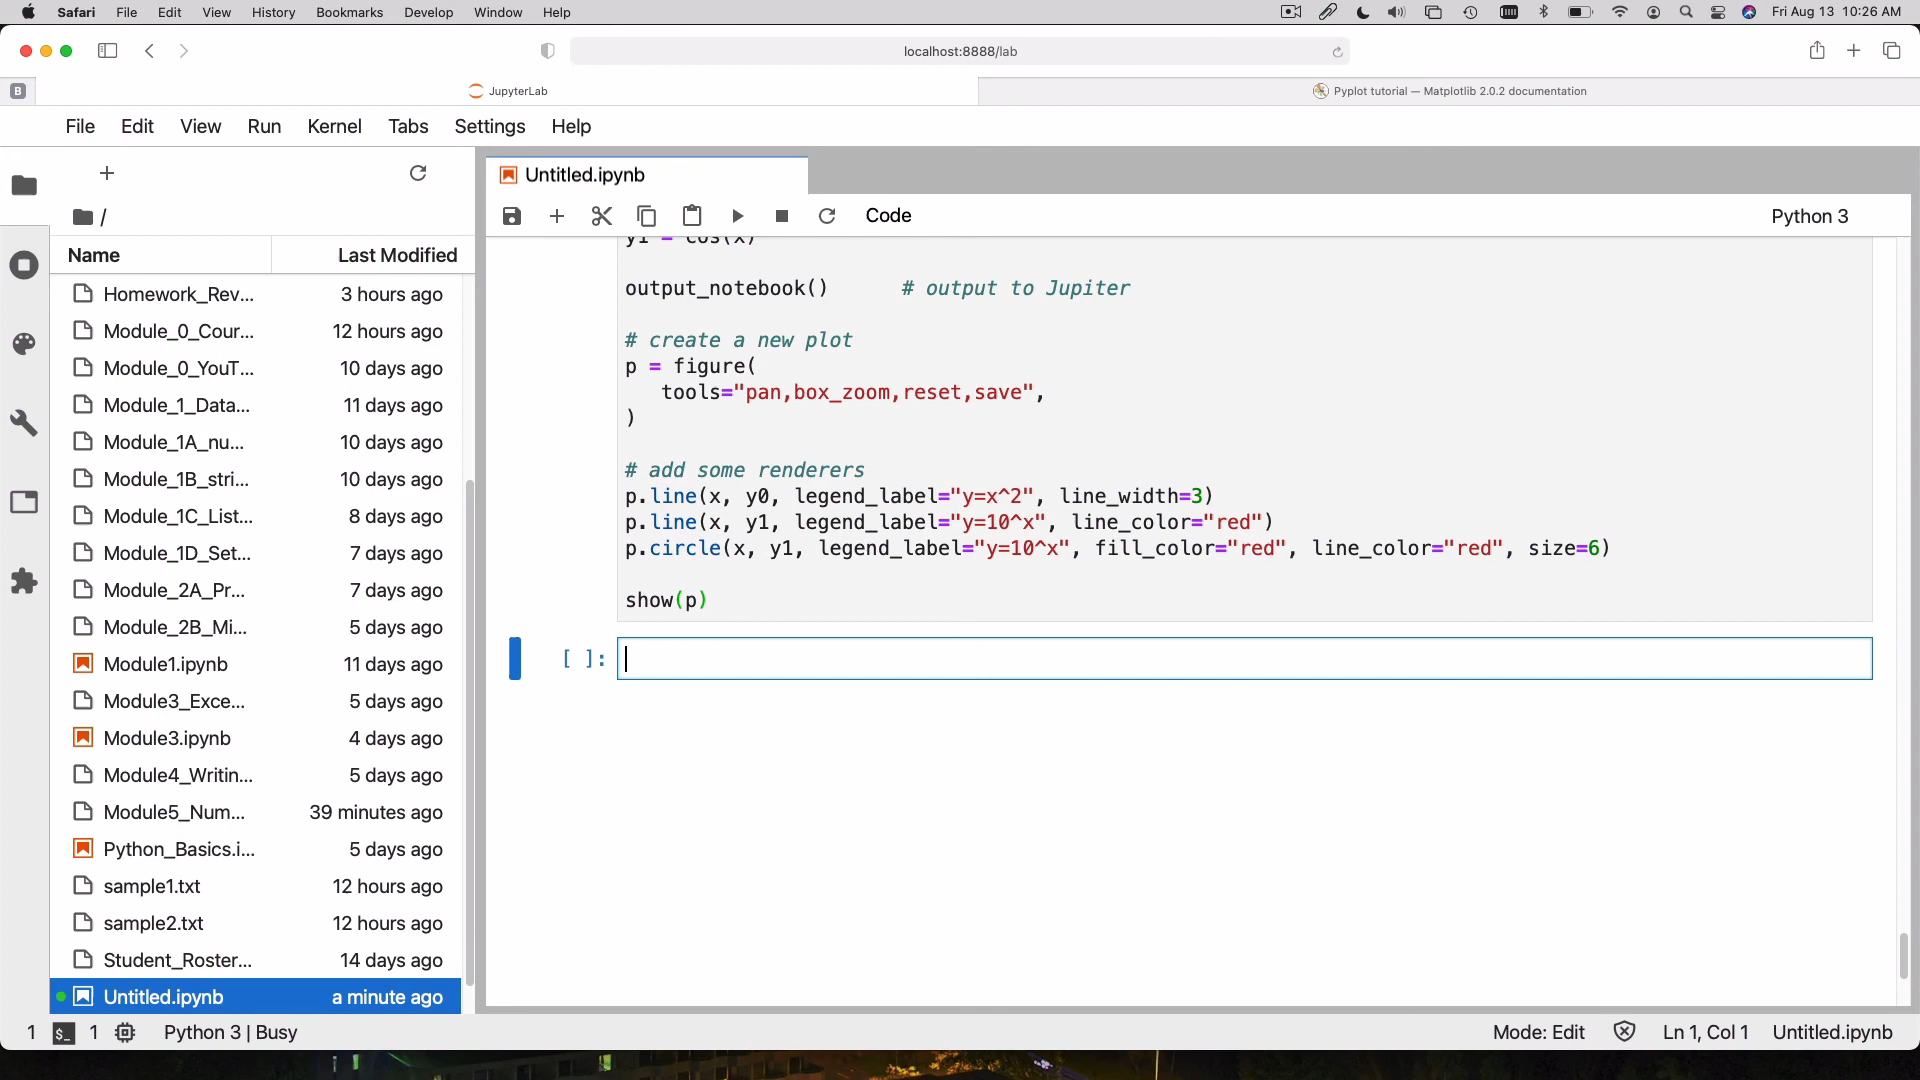 Safari File Edit View History Bookmarks Develop Window Help Fri Aug 13 10:26 AM
localhost:8888/lab
B JupyterLab Pyplot tutorial — Matplotlib 2.0.2 documentation
File Edit View Run Kernel Tabs Settings Help
Untitled.ipynb
/
Code Python 3
Name Last Modified
Homework_Rev... 3 hours ago
Module_0_Cour... 12 hours ago
Module_0_YouT... 10 days ago
Module_1_Data... 11 days ago
Module_1A_nu... 10 days ago
Module_1B_stri... 10 days ago
Module_1C_List... 8 days ago
Module_1D_Set... 7 days ago
Module_2A_Pr... 7 days ago
Module_2B_Mi... 5 days ago
Module1.ipynb 11 days ago
Module3_Exce... 5 days ago
Module3.ipynb 4 days ago
Module4_Writin... 5 days ago
Module5_Num... 39 minutes ago
Python_Basics.i... 5 days ago
sample1.txt 12 hours ago
sample2.txt 12 hours ago
Student_Roster... 14 days ago
Untitled.ipynb a minute ago
y1 = cos(x)
output_notebook() # output to Jupiter
# create a new plot
p = figure(
tools="pan,box_zoom,reset,save",
)
# add some renderers
p.line(x, y0, legend_label="y=x^2", line_width=3)
p.line(x, y1, legend_label="y=10^x", line_color="red")
p.circle(x, y1, legend_label="y=10^x", fill_color="red", line_color="red", size=6)
show(p)
[ ]:
1 $_ 1 Python 3 | Busy Mode: Edit Ln 1, Col 1 Untitled.ipynb